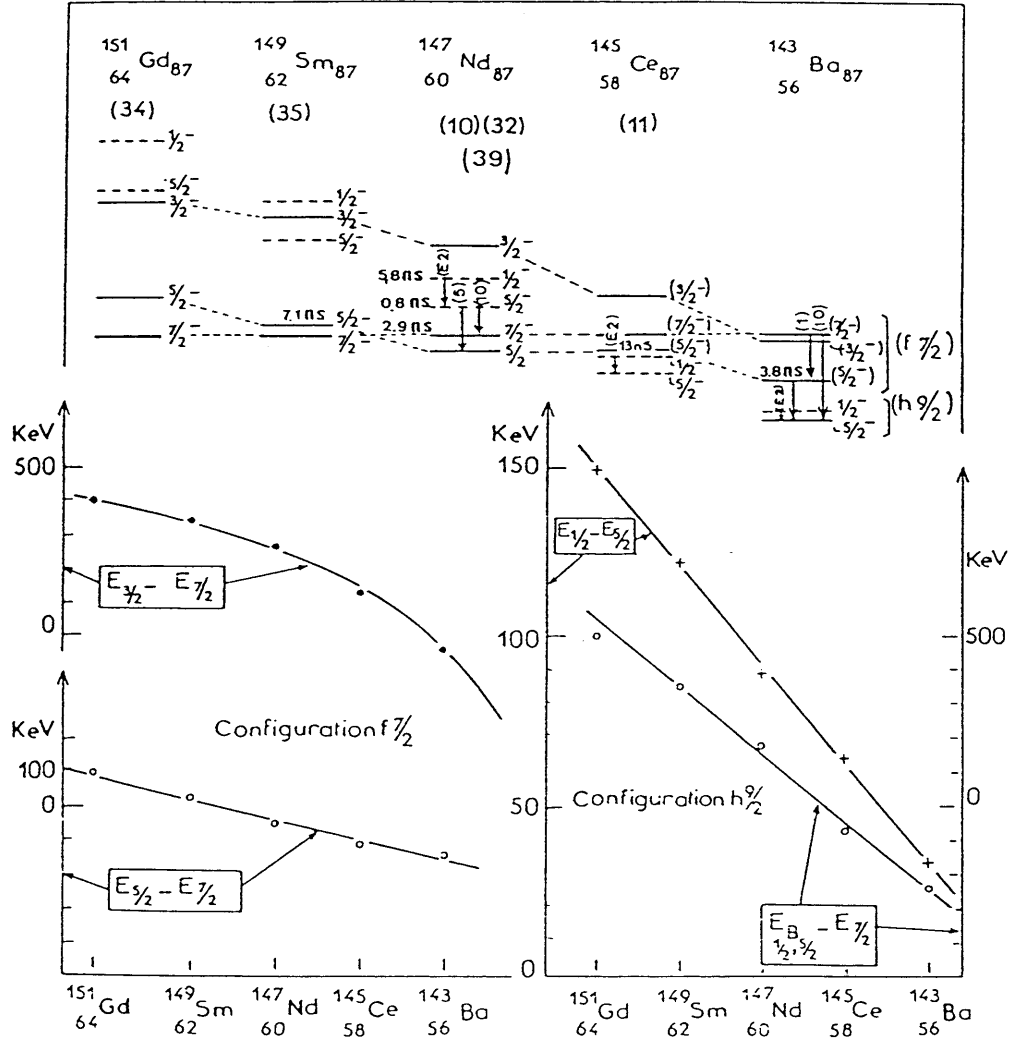 151 Gd 87 64
149 Sm 87 62
147 Nd 87 60
145 Ce 87 58
143 Ba 87 56
(34)
(35)
(10)(32)
(11)
(39)
1/2-
5/2-
3/2-
1/2-
3/2-
5/2-
3/2-
5,8ns
(E2)
1/2-
0,8ns
(5)
(10)
5/2-
5/2-
7/2-
7,1ns
5/2-
7/2-
2,9ns
7/2-
5/2
(3/2-)
(7/2-)
(E2)
13ns
(5/2-)
1/2-
5/2-
(1)
(10)
(7/2-)
(3/2-)
(f 7/2)
3.8ns
(5/2-)
(E2)
1/2-
5/2-
(h 9/2)
KeV
500
0
E3/2 - E7/2
KeV
100
0
Configuration f 7/2
E5/2 - E7/2
151 Gd 64
149 Sm 62
147 Nd 60
145 Ce 58
143 Ba 56
KeV
150
100
50
0
E1/2 - E5/2
Configuration h 9/2
KeV
500
0
EB 1/2, 5/2 - E7/2
151 Gd 64
149 Sm 62
147 Nd 60
145 Ce 58
143 Ba 56